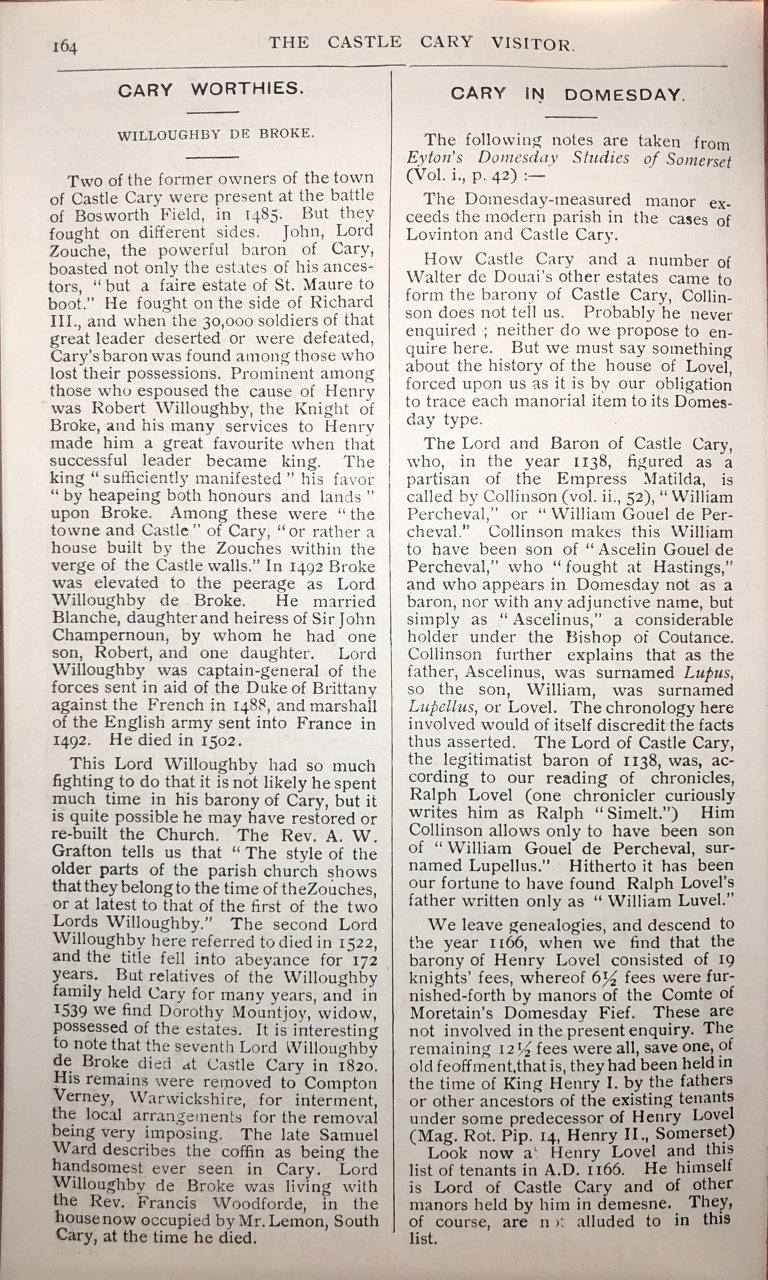 164
THE CASTLE CARY VISITOR.
CARY WORTHIES.
WILLOUGHBY DE BROKE.
Two of the former owners of the town
of Castle Cary were present at the battle
of Bosworth Field, in 1485. But they
fought on different sides. John, Lord
Zouche, the powerful baron of Cary,
boasted not only the estates of his ances-
tors, "but a faire estate of St. Maure to
boot." He fought on the side of Richard
III., and when the 30,000 soldiers of that
great leader deserted or were defeated,
Cary's baron was found among those who
lost their possessions. Prominent among
those who espoused the cause of Henry
was Robert Willoughby, the Knight of
Broke, and his many services to Henry
made him a great favourite when that
successful leader became king. The
king "sufficiently manifested" his favor
"by heapeing both honours and lands"
upon Broke. Among these were "the
towne and Castle" of Cary, "or rather a
house built by the Zouches within the
verge of the Castle walls." In 1492 Broke
was elevated to the peerage as Lord
Willoughby de Broke. He married
Blanche, daughter and heiress of Sir John
Champernoun, by whom he had one
son, Robert, and one daughter. Lord
Willoughby was captain-general of the
forces sent in aid of the Duke of Brittany
against the French in 1488, and marshall
of the English army sent into France in
1492. He died in 1502.
This Lord Willoughby had so much
fighting to do that it is not likely he spent
much time in his barony of Cary, but it
is quite possible he may have restored or
re-built the Church. The Rev. A. W.
Grafton tells us that "The style of the
older parts of the parish church shows
that they belong to the time of theZouches,
or at latest to that of the first of the two
Lords Willoughby." The second Lord
Willoughby here referred to died in 1522,
and the title fell into abeyance for 172
years. But relatives of the Willoughby
family held Cary for many years, and in
1539 we find Dorothy Mountjoy, widow,
possessed of the estates. It is interesting
to note that the seventh Lord Willoughby
de Broke died at Castle Cary in 1820.
His remains were removed to Compton
Verney, Warwickshire, for interment,
the local arrangements for the removal
being very imposing. The late Samuel
Ward describes the coffin as being the
handsomest ever seen in Cary. Lord
Willoughby de Broke was living with
the Rev. Francis Woodforde, in the
house now occupied by Mr. Lemon, South
Cary, at the time he died.
CARY IN DOMESDAY.
The following notes are taken from
Eyton's Domesday Studies of Somerset
(Vol. i., p. 42) :—
The Domesday-measured manor ex-
ceeds the modern parish in the cases of
Lovinton and Castle Cary.
How Castle Cary and a number of
Walter de Douai's other estates came to
form the barony of Castle Cary, Collin-
son does not tell us. Probably he never
enquired ; neither do we propose to en-
quire here. But we must say something
about the history of the house of Lovel,
forced upon us as it is by our obligation
to trace each manorial item to its Domes-
day type.
The Lord and Baron of Castle Cary,
who, in the year 1138, figured as a
partisan of the Empress Matilda, is
called by Collinson (vol. ii., 52), "William
Percheval," or "William Gouel de Per-
cheval." Collinson makes this William
to have been son of "Ascelin Gouel de
Percheval," who "fought at Hastings,"
and who appears in Domesday not as a
baron, nor with any adjunctive name, but
simply as "Ascelinus," a considerable
holder under the Bishop of Coutance.
Collinson further explains that as the
father, Ascelinus, was surnamed Lupus,
so the son, William, was surnamed
Lupellus, or Lovel. The chronology here
involved would of itself discredit the facts
thus asserted. The Lord of Castle Cary,
the legitimatist baron of 1138, was, ac-
cording to our reading of chronicles,
Ralph Lovel (one chronicler curiously
writes him as Ralph "Simelt.") Him
Collinson allows only to have been son
of "William Gouel de Percheval, sur-
named Lupellus." Hitherto it has been
our fortune to have found Ralph Lovel's
father written only as "William Luvel."
We leave genealogies, and descend to
the year 1166, when we find that the
barony of Henry Lovel consisted of 19
knights' fees, whereof 6½ fees were fur-
nished-forth by manors of the Comte of
Moretain's Domesday Fief. These are
not involved in the present enquiry. The
remaining 12½ fees were all, save one, of
old feoffment, that is, they had been held in
the time of King Henry I. by the fathers
or other ancestors of the existing tenants
under some predecessor of Henry Lovel
(Mag. Rot. Pip. 14, Henry II., Somerset)
Look now at Henry Lovel and this
list of tenants in A.D. 1166. He himself
is Lord of Castle Cary and of other
manors held by him in demesne. They,
of course, are not alluded to in this
list.